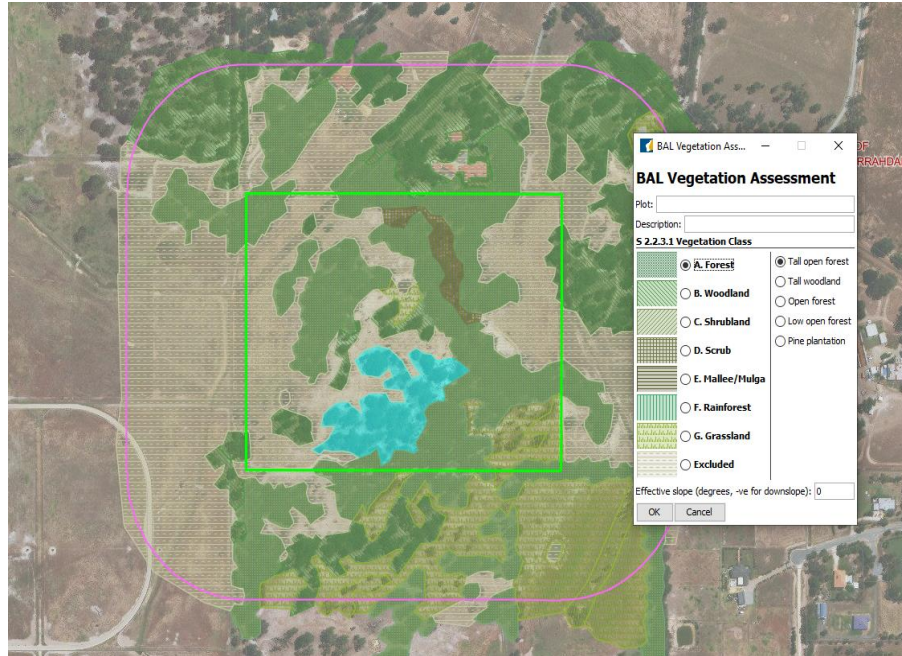 BAL Vegetation Ass...
BAL Vegetation Assessment
Plot:
Description:
S 2.2.3.1 Vegetation Class
A. Forest
B. Woodland
C. Shrubland
D. Scrub
E. Mallee/Mulga
F. Rainforest
G. Grassland
Excluded
Tall open forest
Tall woodland
Open forest
Low open forest
Pine plantation
Effective slope (degrees, -ve for downslope): 0
OK Cancel
OF